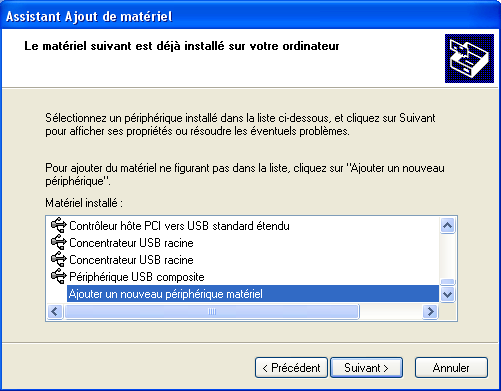 Assistant Ajout de matériel
Le matériel suivant est déjà installé sur votre ordinateur
Sélectionnez un périphérique installé dans la liste ci-dessous, et cliquez sur Suivant
pour afficher ses propriétés ou résoudre les éventuels problèmes.
Pour ajouter du matériel ne figurant pas dans la liste, cliquez sur "Ajouter un nouveau
périphérique".
Matériel installé :
Contrôleur hôte PCI vers USB standard étendu
Concentrateur USB racine
Concentrateur USB racine
Périphérique USB composite
Ajouter un nouveau périphérique matériel
< Précédent
Suivant >
Annuler